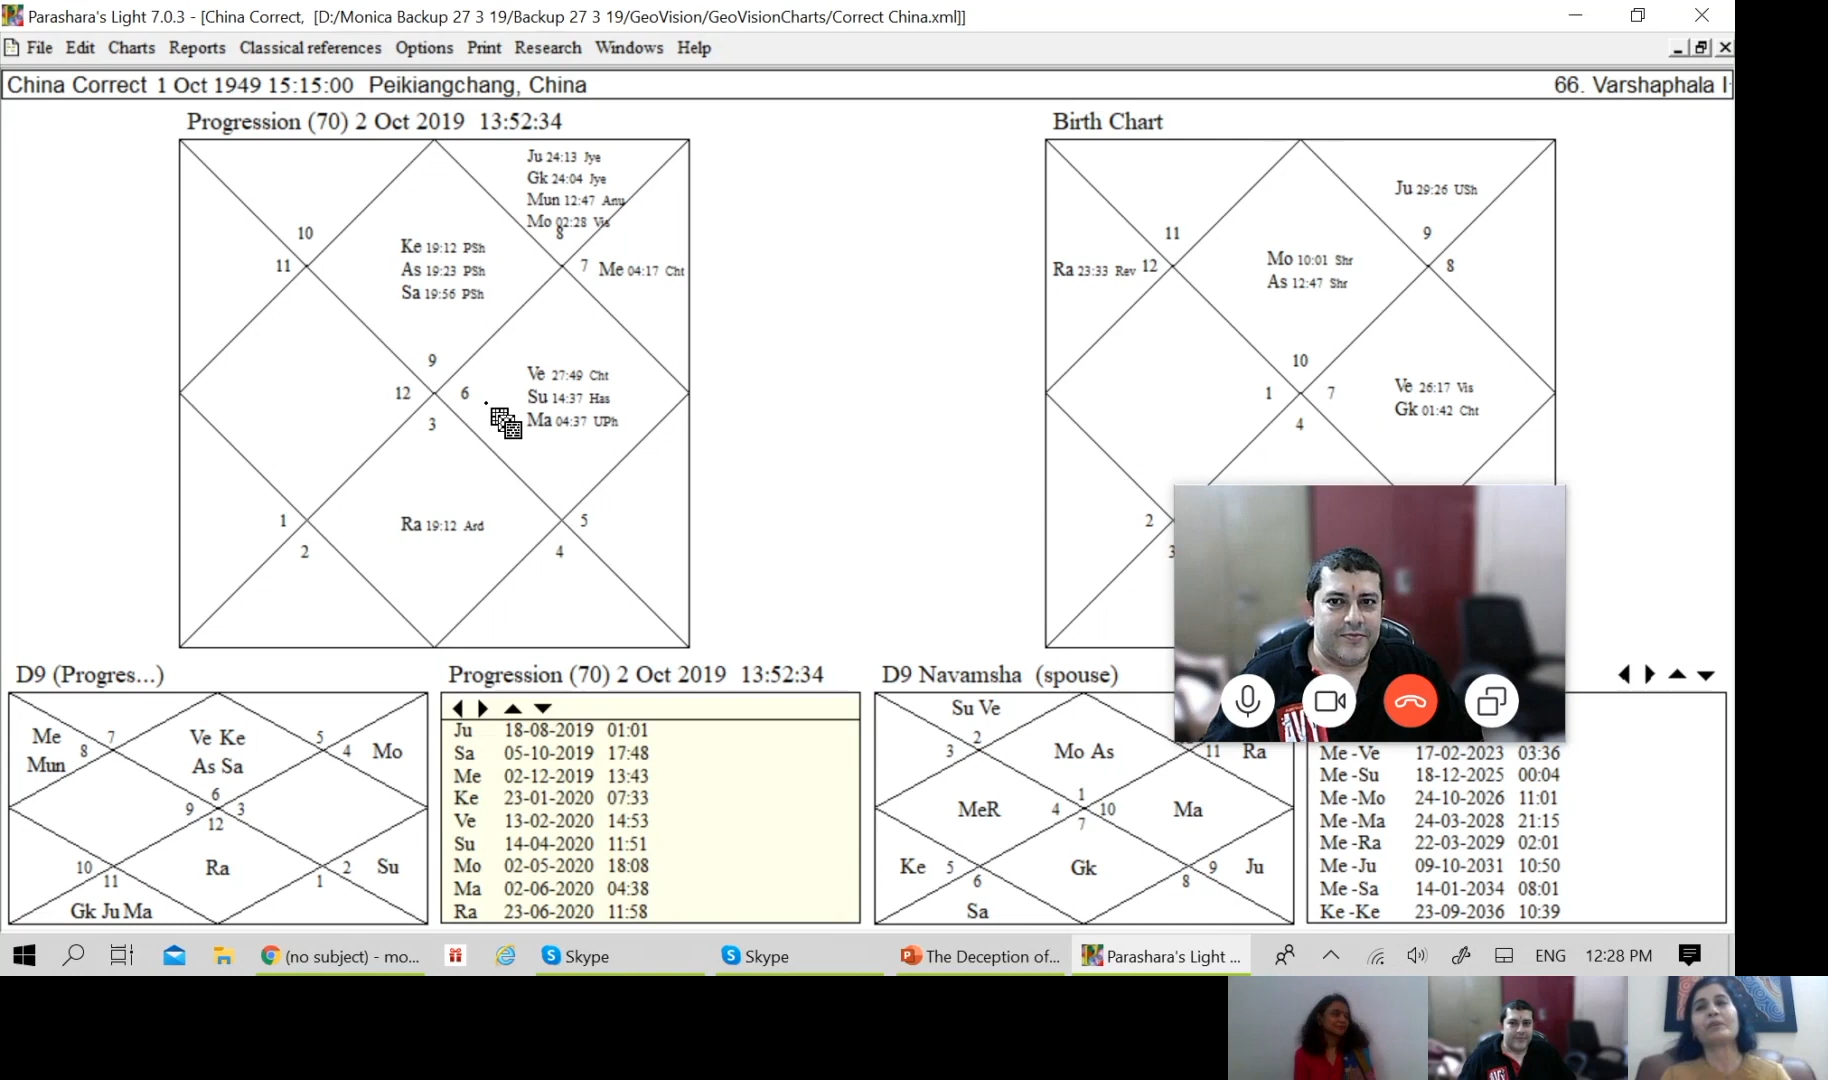 Parashara's Light 7.0.3 - [China Correct,  [D:/Monica Backup 27 3 19/Backup 27 3 19/GeoVision/GeoVisionCharts/Correct China.xml]]
File Edit Charts Reports Classical references Options Print Research Windows Help
China Correct 1 Oct 1949 15:15:00 Peikiangchang, China
66. Varshaphala I
Progression (70) 2 Oct 2019 13:52:34
Ju 24:13 Jye
Gk 24:04 Jye
Mun 12:47 Anu
Mo 02:28 Vis
8
10
Ke 19:12 PSh
As 19:23 PSh
Sa 19:56 PSh
11
7 Me 04:17 Cht
9
12
6
3
Ve 27:49 Cht
Su 14:37 Has
Ma 04:37 UPh
1
Ra 19:12 Ard
5
2
4
Birth Chart
Ju 29:26 USh
11
9
Ra 23:33 Rev 12
Mo 10:01 Shr
As 12:47 Shr
8
10
1
7
4
Ve 26:17 Vis
Gk 01:42 Cht
2
3
D9 (Progres...)
Me
Mun
8
7
Ve Ke
As Sa
5
4
Mo
6
9
3
12
10
11
Ra
2
1
Su
Gk Ju Ma
Progression (70) 2 Oct 2019 13:52:34
Ju 18-08-2019 01:01
Sa 05-10-2019 17:48
Me 02-12-2019 13:43
Ke 23-01-2020 07:33
Ve 13-02-2020 14:53
Su 14-04-2020 11:51
Mo 02-05-2020 18:08
Ma 02-06-2020 04:38
Ra 23-06-2020 11:58
D9 Navamsha (spouse)
Su Ve
3
2
Mo As
11 Ra
MeR
1
4
10
7
Ma
Ke 5
6
Gk
9 Ju
8
Sa
Me -Ve 17-02-2023 03:36
Me -Su 18-12-2025 00:04
Me -Mo 24-10-2026 11:01
Me -Ma 24-03-2028 21:15
Me -Ra 22-03-2029 02:01
Me -Ju 09-10-2031 10:50
Me -Sa 14-01-2034 08:01
Ke -Ke 23-09-2036 10:39
(no subject) - mo...
Skype
Skype
The Deception of...
Parashara's Light ...
ENG
12:28 PM